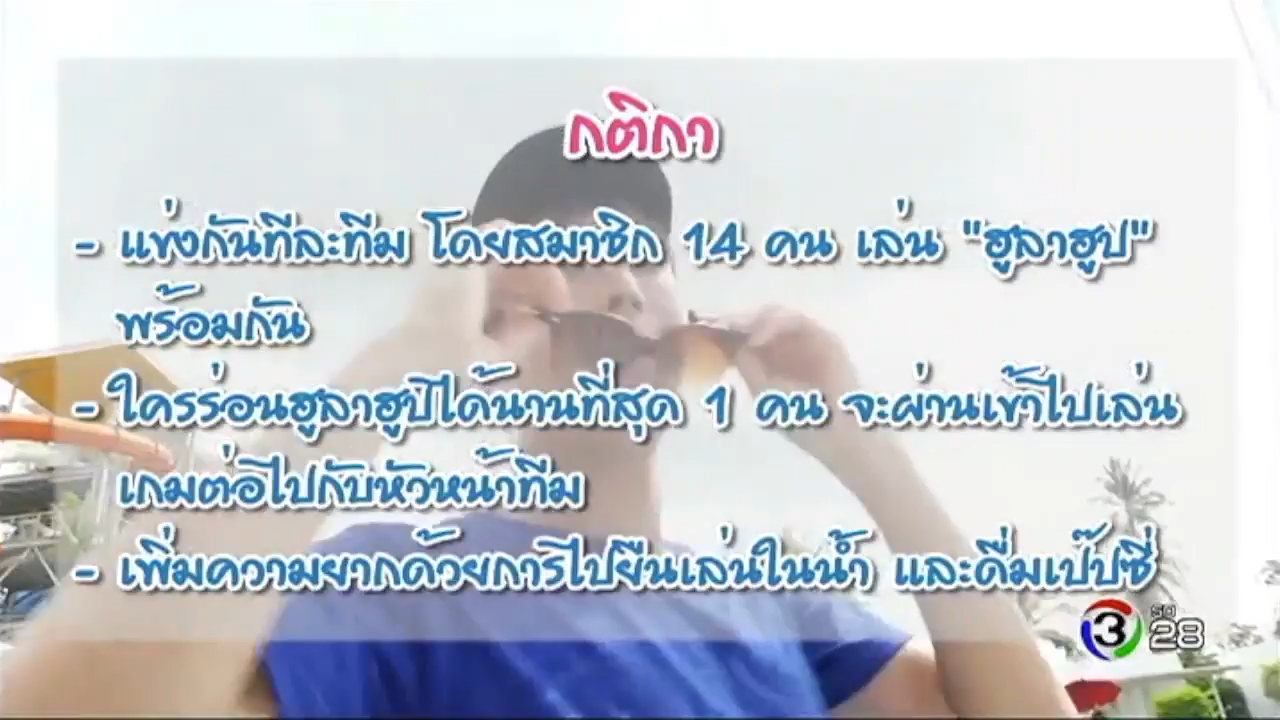 กติกา
- แข่งกันทีละทีม โดยสมาชิก 14 คน เล่น "ฮูลาฮูป"
พร้อมกัน
- ใครร่อนฮูลาฮูปได้นานที่สุด 1 คน จะผ่านเข้าไปเล่น
เกมต่อไปกับหัวหน้าทีม
- เพิ่มความยากด้วยการไปยืนเล่นในน้ำ และดื่มเป๊ปซี่
3 HD 28